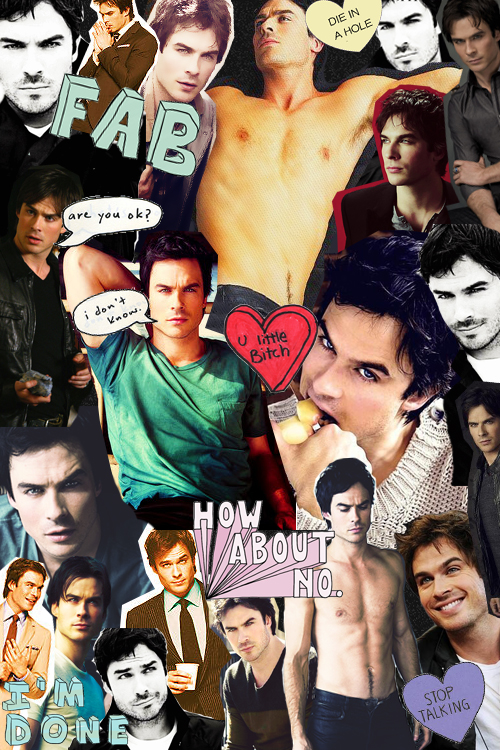 DIE IN
A HOLE
FAB
are you ok?
i don't
know.
U little
Bitch
HOW
ABOUT
NO.
I'M
DONE
STOP
TALKING